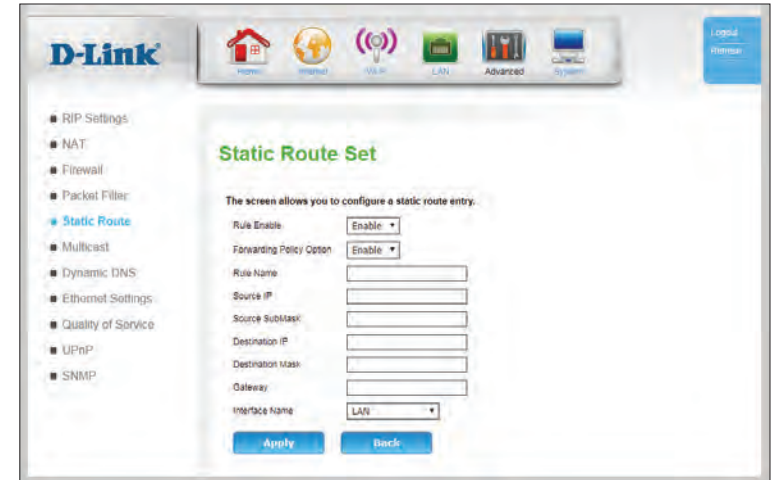 D-Link
Home
Internet
Wi-Fi
LAN
Advanced
System
Logout
RIP Settings
NAT
Firewall
Packet Filter
Static Route
Multicast
Dynamic DNS
Ethernet Settings
Quality of Service
UPnP
SNMP
Static Route Set
The screen allows you to configure a static route entry.
Rule Enable Enable
Forwarding Policy Option Enable
Rule Name
Source IP
Source SubMask
Destination IP
Destination Mask
Gateway
Interface Name LAN
Apply Back